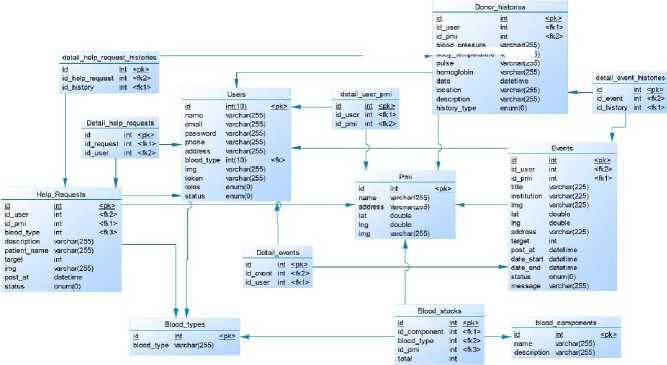 Donor_historica
id int <pk>
id_user int <fk1>
id_pmi int <fk2>
blood_pressure varchar(255)
body_temperature
pulse varchar(255)
hemoglobin varchar(255)
date datetime
location varchar(255)
description varchar(255)
history_type enum(0)
detail_help_request_histories
id int <pk>
id_help_request int <fk2>
id_history int <fk1>
Users
id int(10) <pk>
name varchar(255)
email varchar(255)
password varchar(255)
phone varchar(255)
address varchar(255)
blood_type int(10) <fk>
img varchar(255)
token varchar(255)
roles enum(0)
status enum(0)
detail_user_pmi
id int <pk>
id_user int <fk1>
id_pmi int <fk2>
detail_event_histories
id int <pk>
id_event int <fk2>
id_history int <fk1>
Detail_help_requests
id int <pk>
id_request int <fk1>
id_user int <fk2>
Events
id int <pk>
id_user int <fk2>
id_pmi int <fk1>
title varchar(225)
institution varchar(225)
img varchar(225)
lat double
lng double
address varchar(225)
target int
post_at datetime
date_start datetime
date_end datetime
status enum(0)
message varchar(255)
Pmi
id int <pk>
name varchar(255)
address varchar(255)
lat double
lng double
imp varchar(255)
Help_Requests
id int <pk>
id_user int <fk2>
id_pmi int <fk1>
blood_type int <fk3>
description varchar(255)
patient_name varchar(255)
target int
img varchar(255)
post_at datetime
status enum(0)
Detail_events
id int <pk>
id_event int <fk2>
id_user int <fk1>
Blood_types
id int <pk>
blood_type varchar(255)
Blood_stocks
id int <pk>
id_component int <fk1>
blood_type int <fk2>
id_pmi int <fk3>
total int
blood_components
id int <pk>
name varchar(255)
description varchar(255)